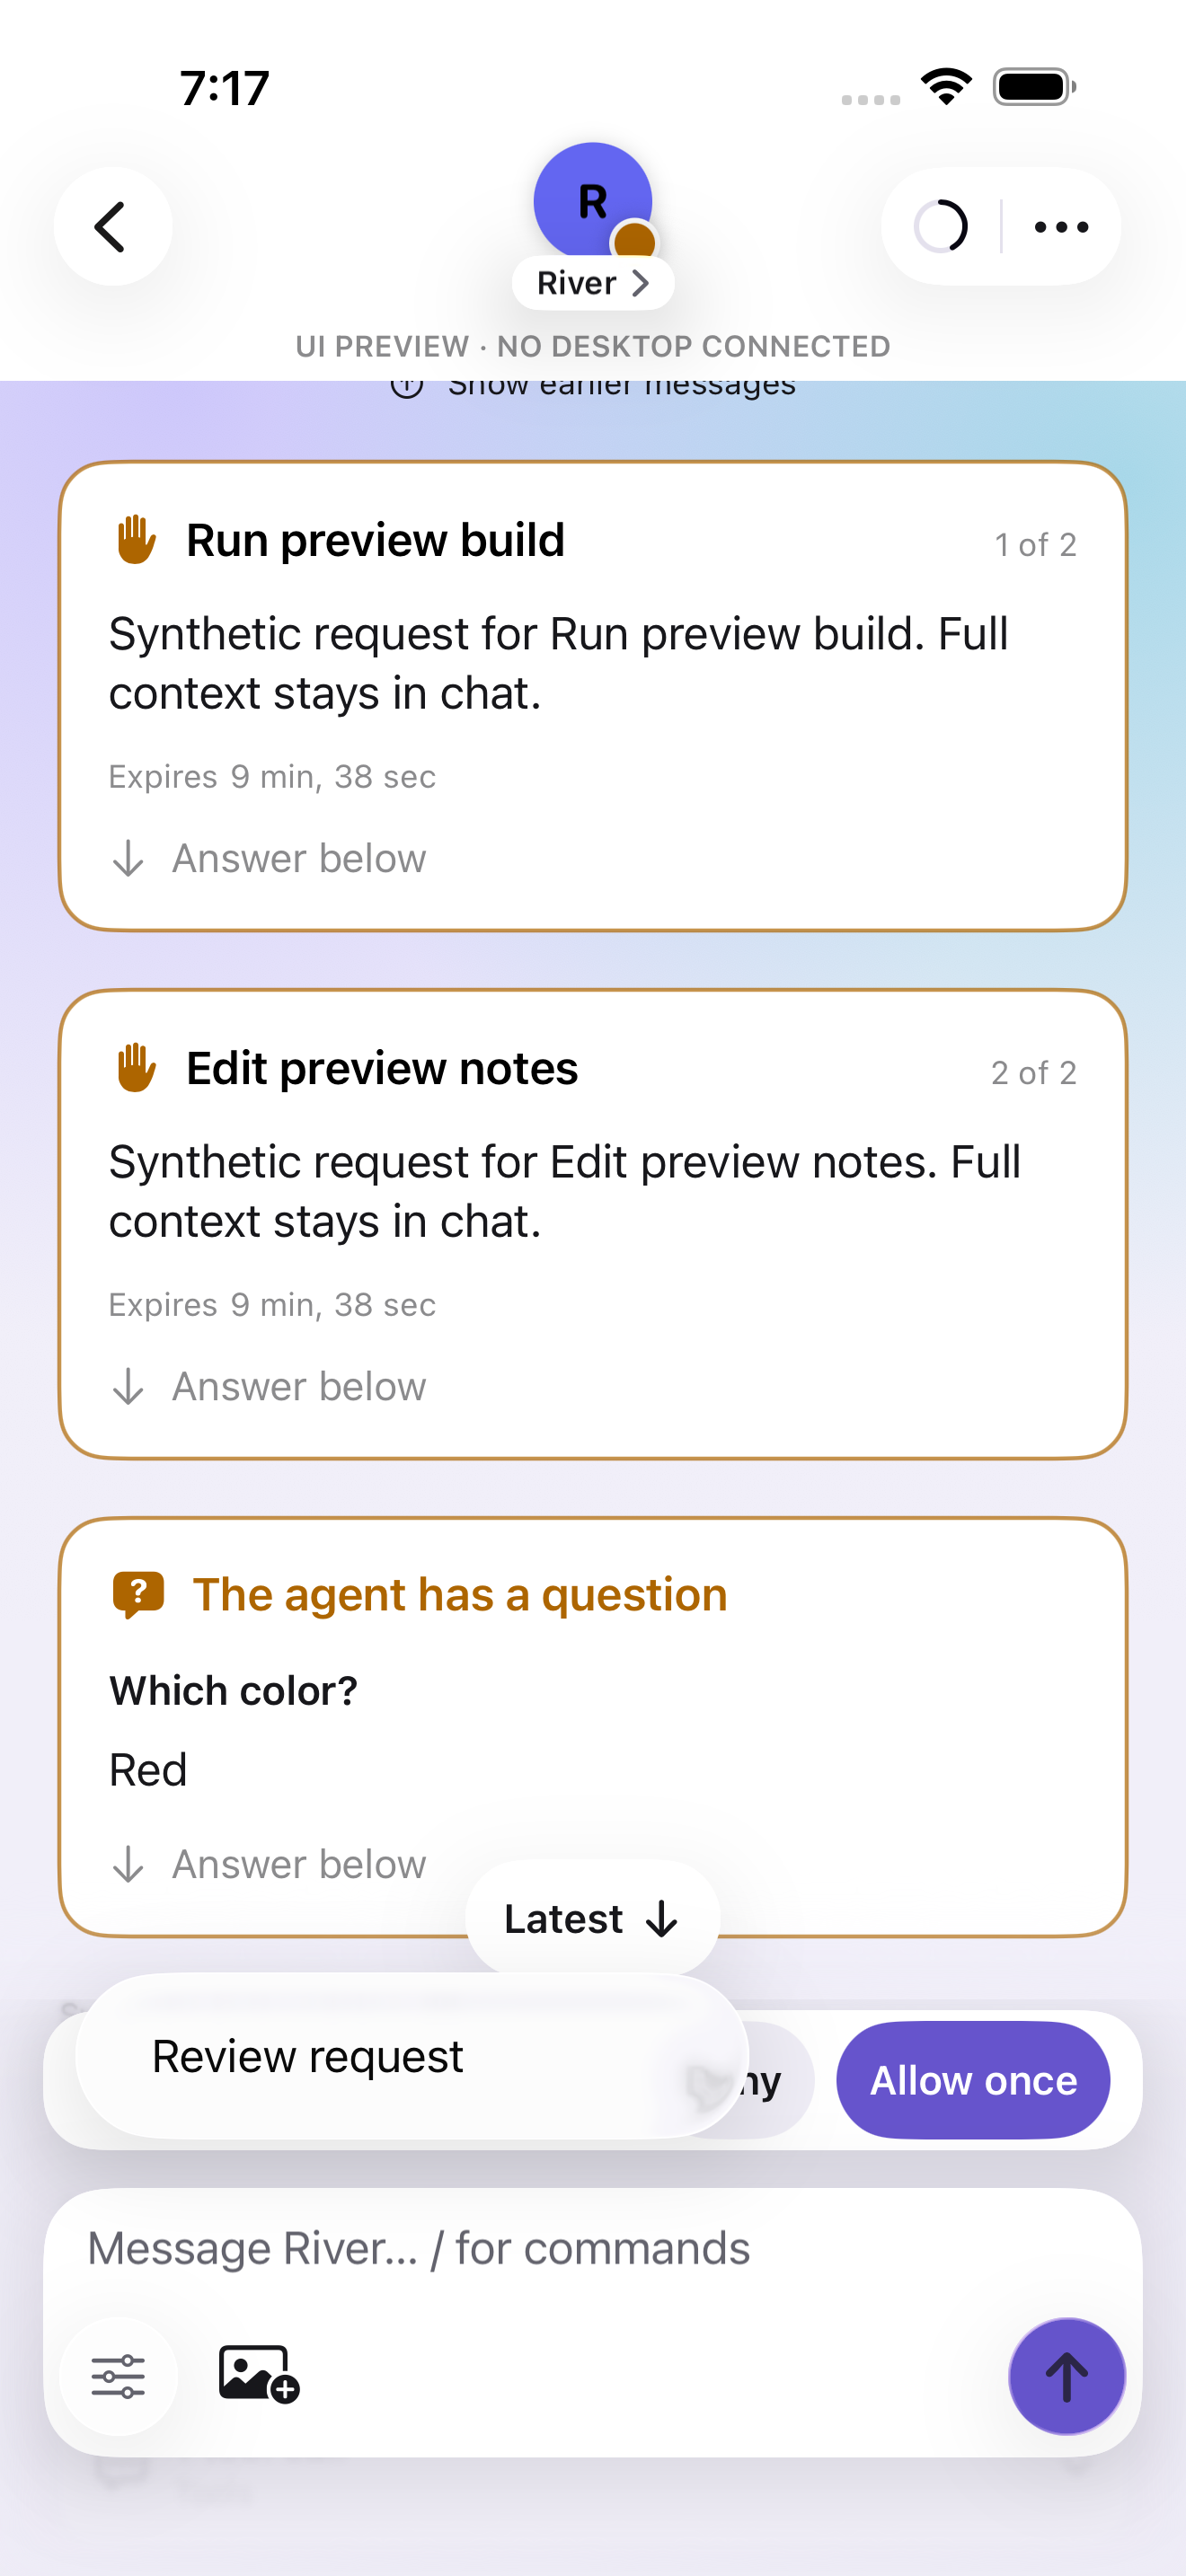 7:17
R
River
UI PREVIEW · NO DESKTOP CONNECTED
Show earlier messages
Run preview build
1 of 2
Synthetic request for Run preview build. Full
context stays in chat.
Expires 9 min, 38 sec
Answer below
Edit preview notes
2 of 2
Synthetic request for Edit preview notes. Full
context stays in chat.
Expires 9 min, 38 sec
Answer below
The agent has a question
Which color?
Red
Answer below
Latest
Review request
Allow once
Message River... / for commands